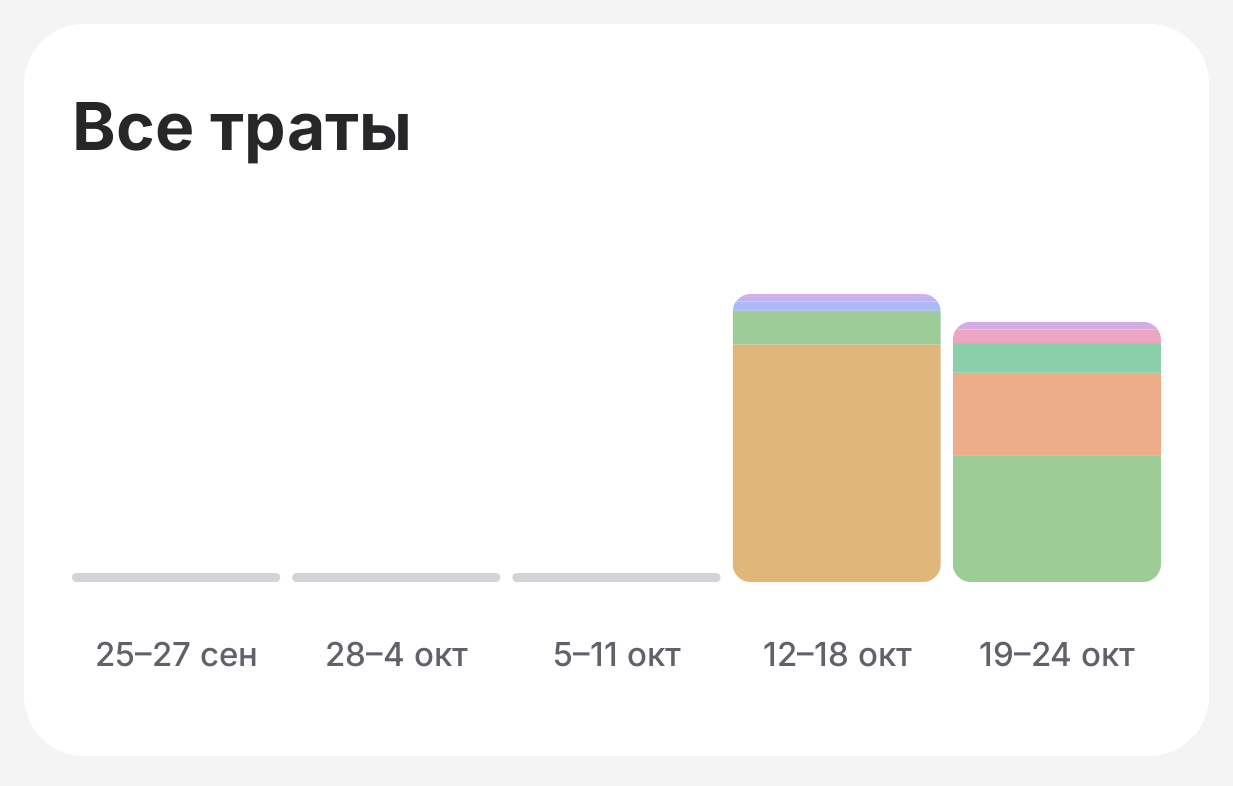 Все траты
25–27 сен
28–4 окт
5–11 окт
12–18 окт
19–24 окт